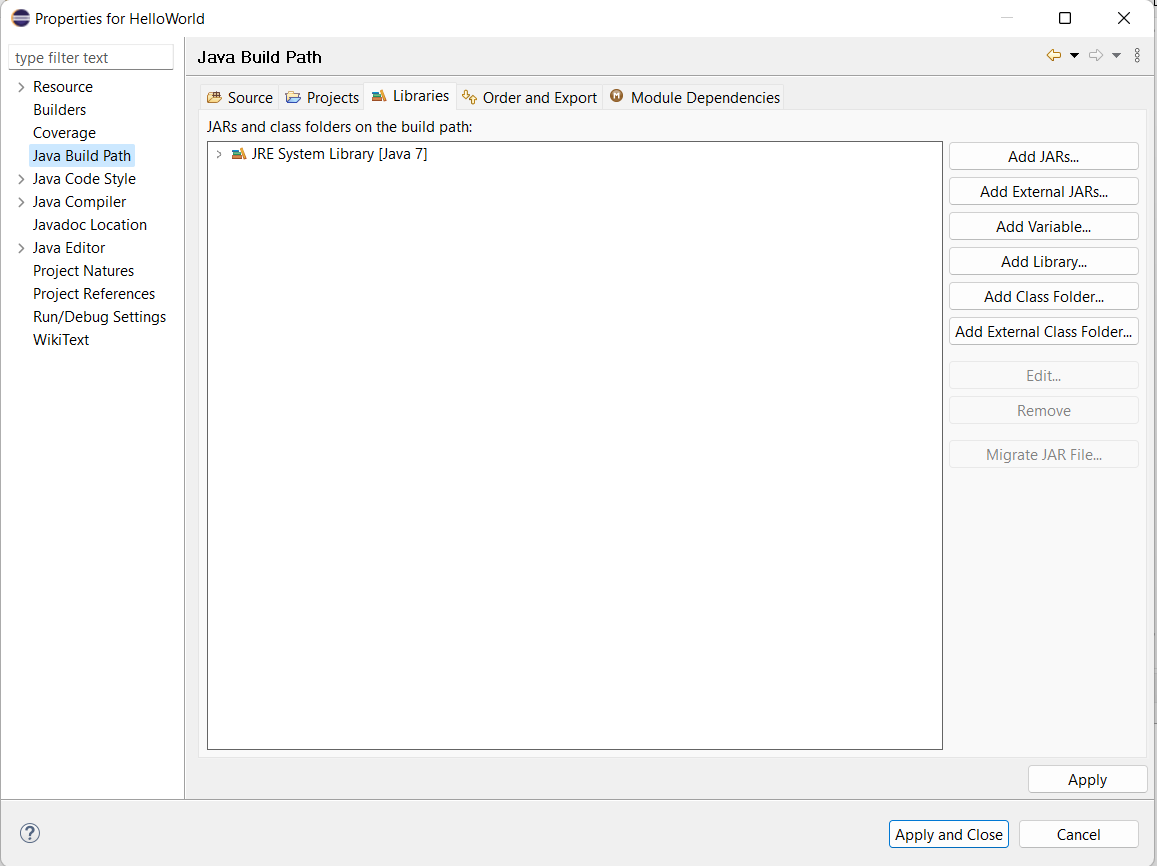 Properties for HelloWorld
type filter text
Resource
Builders
Coverage
Java Build Path
Java Code Style
Java Compiler
Javadoc Location
Java Editor
Project Natures
Project References
Run/Debug Settings
WikiText
Java Build Path
Source Projects Libraries Order and Export Module Dependencies
JARs and class folders on the build path:
JRE System Library [Java 7]
Add JARs...
Add External JARs...
Add Variable...
Add Library...
Add Class Folder...
Add External Class Folder...
Edit...
Remove
Migrate JAR File...
Apply
Apply and Close Cancel